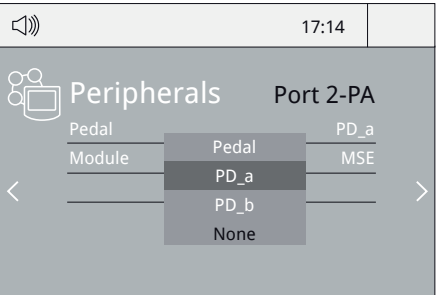 17:14
Peripherals Port 2-PA
Pedal PD_a
Module MSE
Pedal
PD_a
PD_b
None